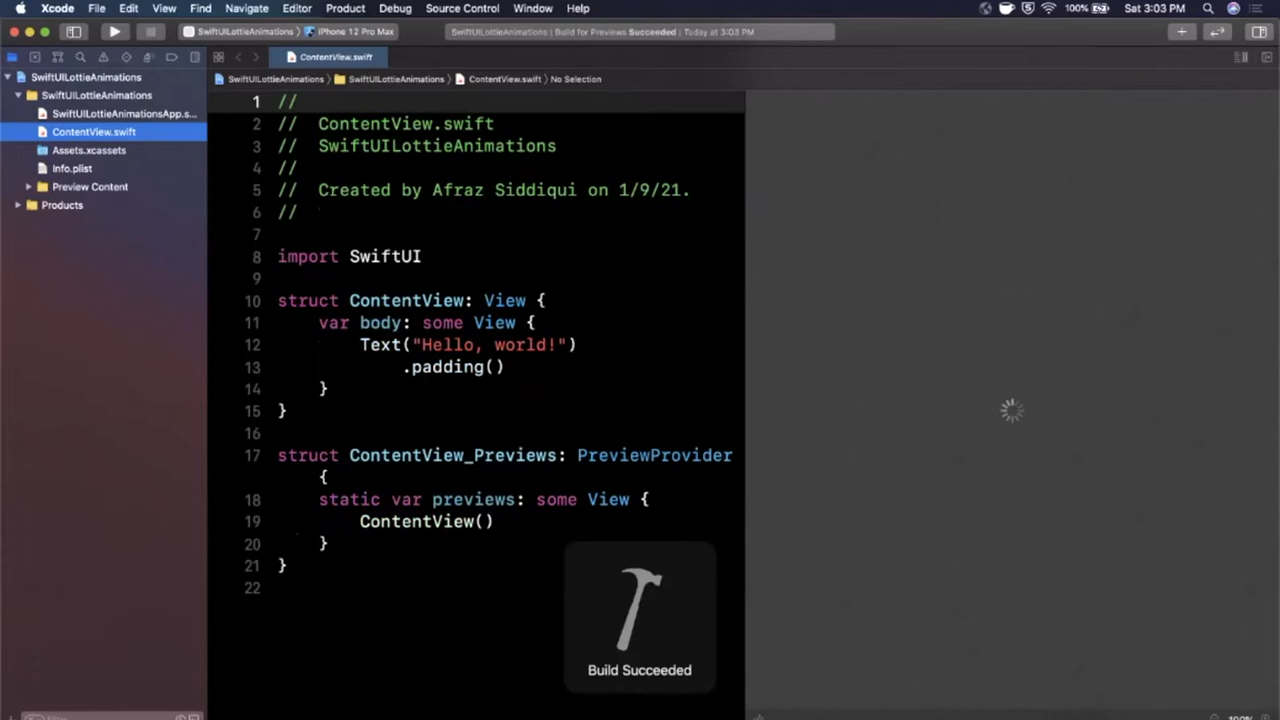 Xcode File Edit View Find Navigate Editor Product Debug Source Control Window Help 100% Sat 3:03 PM
SwiftUILottieAnimations iPhone 12 Pro Max SwiftUILottieAnimations | Build for Previews Succeeded | Today at 3:03 PM
ContentView.swift
SwiftUILottieAnimations SwiftUILottieAnimations ContentView.swift No Selection
SwiftUILottieAnimations
SwiftUILottieAnimations
SwiftUILottieAnimationsApp.s...
ContentView.swift
Assets.xcassets
Info.plist
Preview Content
Products
1 //
2 // ContentView.swift
3 // SwiftUILottieAnimations
4 //
5 // Created by Afraz Siddiqui on 1/9/21.
6 //
7
8 import SwiftUI
9
10 struct ContentView: View {
11 var body: some View {
12 Text("Hello, world!")
13 .padding()
14 }
15 }
16
17 struct ContentView_Previews: PreviewProvider
{
18 static var previews: some View {
19 ContentView()
20 }
21 }
22
Build Succeeded